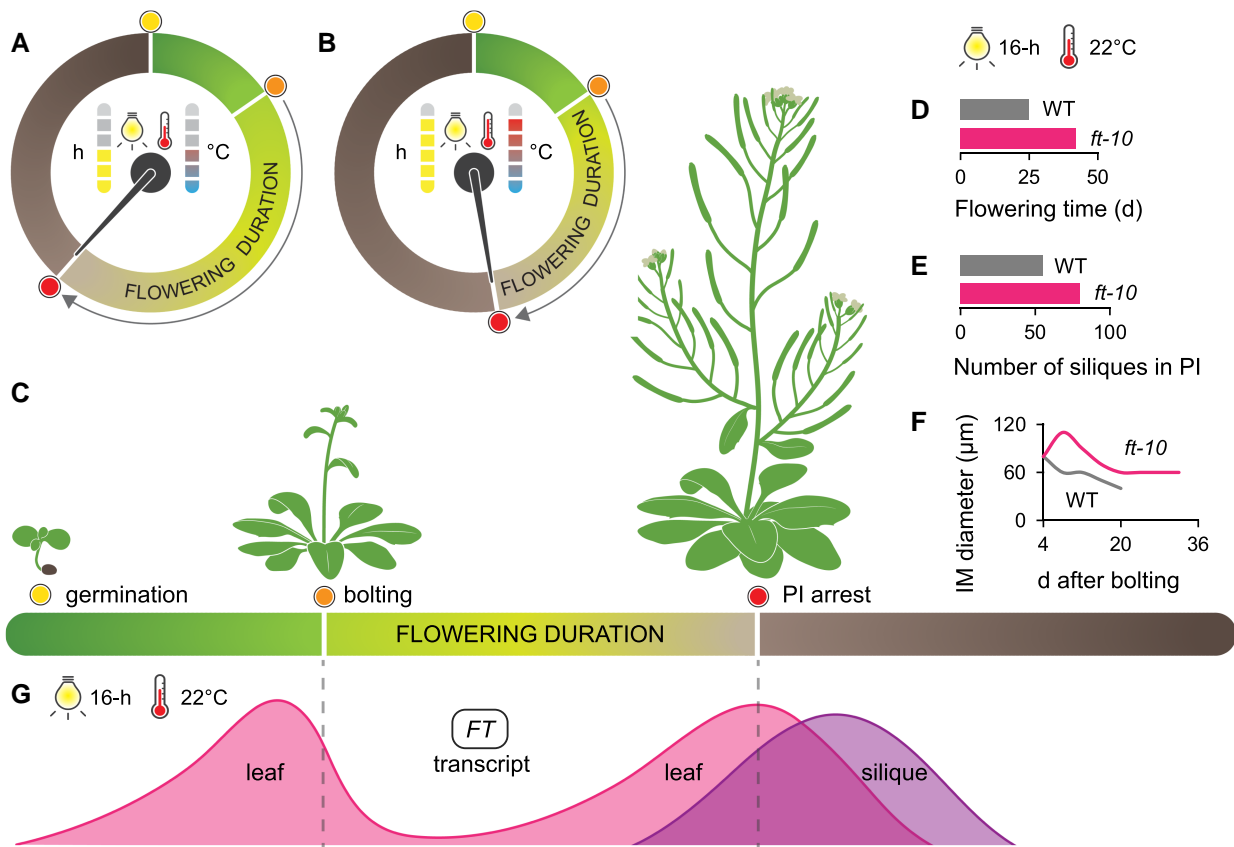 A
h
°C
FLOWERING DURATION
B
h
°C
FLOWERING DURATION
16-h
22°C
D
WT
ft-10
0
25
50
Flowering time (d)
E
WT
ft-10
0
50
100
Number of siliques in PI
F
120
60
0
IM diameter (µm)
ft-10
WT
4
20
36
d after bolting
C
germination
bolting
PI arrest
FLOWERING DURATION
G
16-h
22°C
leaf
FT
transcript
leaf
silique